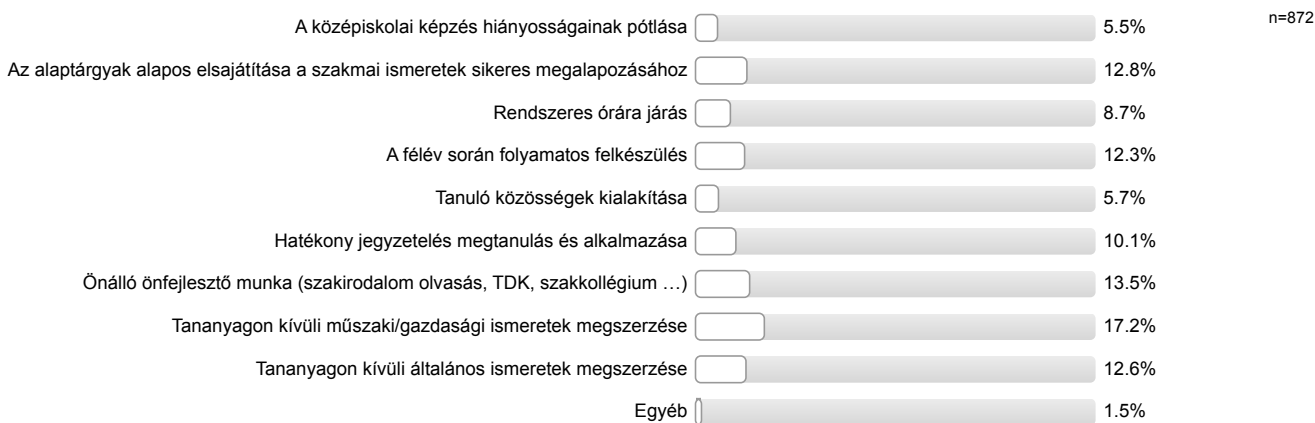 n=872
A középiskolai képzés hiányosságainak pótlása 5.5%
Az alaptárgyak alapos elsajátítása a szakmai ismeretek sikeres megalapozásához 12.8%
Rendszeres órára járás 8.7%
A félév során folyamatos felkészülés 12.3%
Tanuló közösségek kialakítása 5.7%
Hatékony jegyzetelés megtanulás és alkalmazása 10.1%
Önálló önfejlesztő munka (szakirodalom olvasás, TDK, szakkollégium …) 13.5%
Tananyagon kívüli műszaki/gazdasági ismeretek megszerzése 17.2%
Tananyagon kívüli általános ismeretek megszerzése 12.6%
Egyéb 1.5%